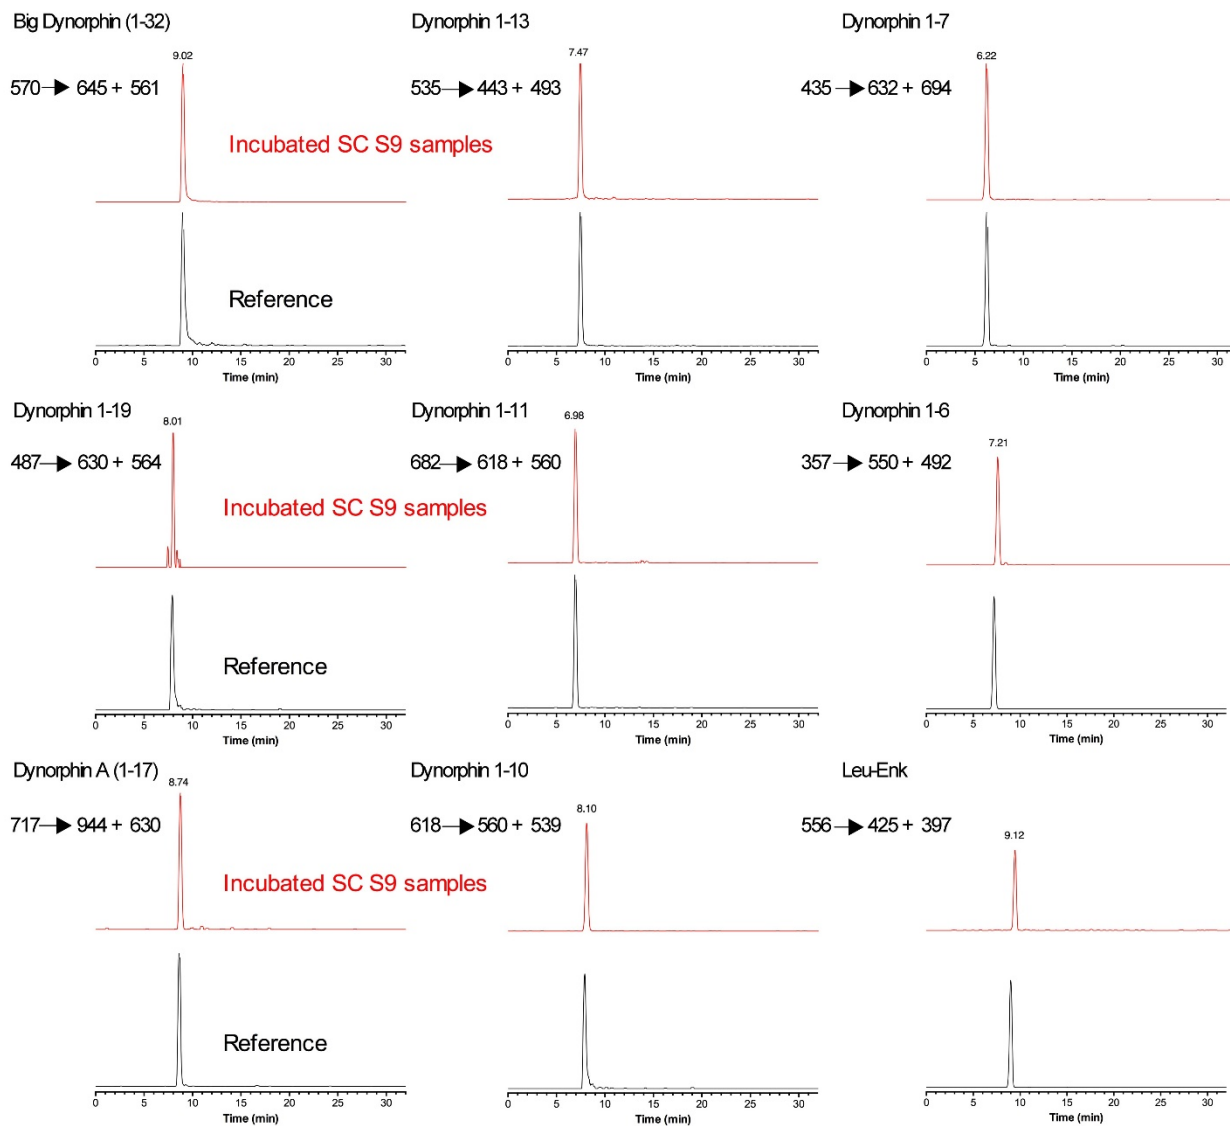 Big Dynorphin (1-32)
9.02
570 → 645 + 561
Incubated SC S9 samples
Reference
0 5 10 15 20 25 30
Time (min)
Dynorphin 1-13
7.47
535 → 443 + 493
0 5 10 15 20 25 30
Time (min)
Dynorphin 1-7
6.22
435 → 632 + 694
0 5 10 15 20 25 30
Time (min)
Dynorphin 1-19
8.01
487 → 630 + 564
Incubated SC S9 samples
Reference
0 5 10 15 20 25 30
Time (min)
Dynorphin 1-11
6.98
682 → 618 + 560
0 5 10 15 20 25 30
Time (min)
Dynorphin 1-6
7.21
357 → 550 + 492
0 5 10 15 20 25 30
Time (min)
Dynorphin A (1-17)
8.74
717 → 944 + 630
Incubated SC S9 samples
Reference
0 5 10 15 20 25 30
Time (min)
Dynorphin 1-10
8.10
618 → 560 + 539
0 5 10 15 20 25 30
Time (min)
Leu-Enk
9.12
556 → 425 + 397
0 5 10 15 20 25 30
Time (min)